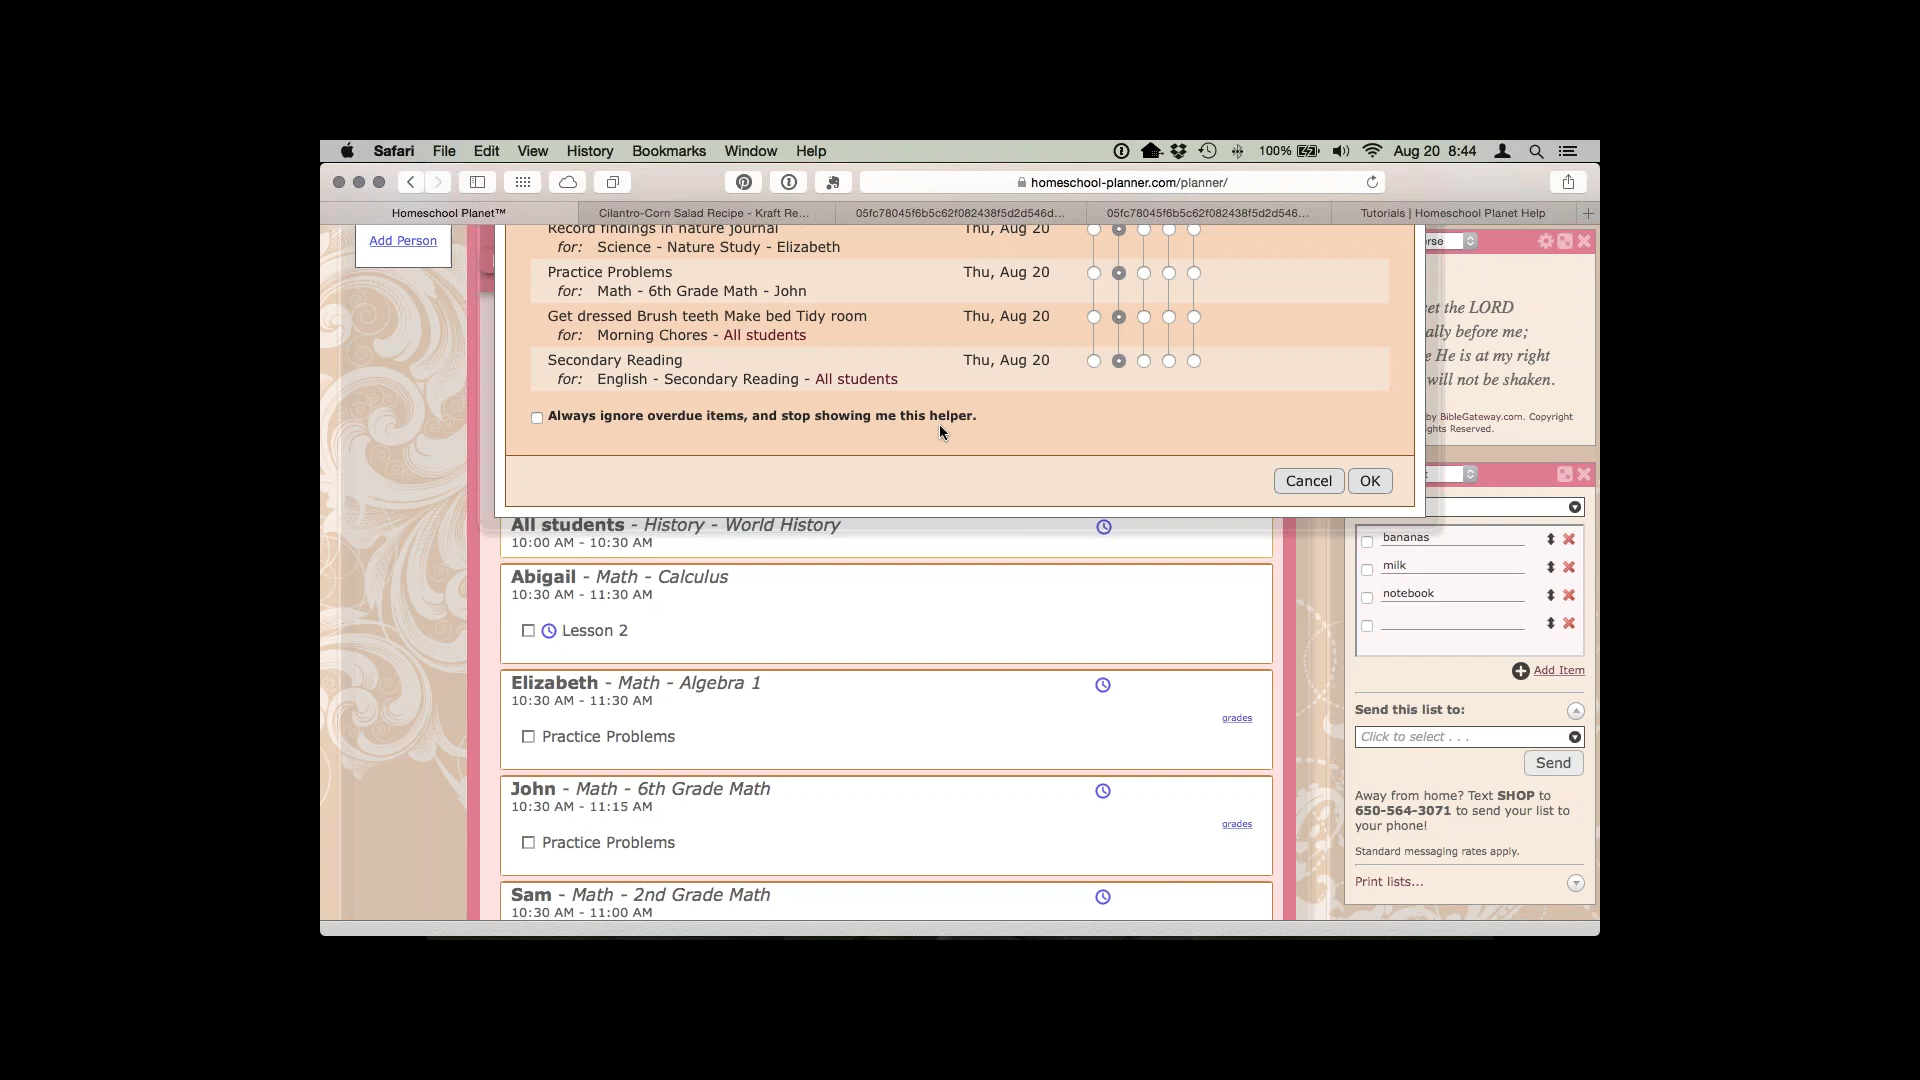 Safari File Edit View History Bookmarks Window Help 100% Aug 20 8:44
homeschool-planner.com/planner/
Homeschool Planet™ Cilantro-Corn Salad Recipe - Kraft Re... 05fc78045f6b5c62f082438f5d2d546d... 05fc78045f6b5c62f082438f5d2d546... Tutorials | Homeschool Planet Help
Add Person
Record findings in nature journal Thu, Aug 20
for: Science - Nature Study - Elizabeth
Practice Problems Thu, Aug 20
for: Math - 6th Grade Math - John
Get dressed Brush teeth Make bed Tidy room Thu, Aug 20
for: Morning Chores - All students
Secondary Reading Thu, Aug 20
for: English - Secondary Reading - All students
Always ignore overdue items, and stop showing me this helper.
Cancel OK
All students - History - World History
10:00 AM - 10:30 AM
Abigail - Math - Calculus
10:30 AM - 11:30 AM
Lesson 2
Elizabeth - Math - Algebra 1
10:30 AM - 11:30 AM
grades
Practice Problems
John - Math - 6th Grade Math
10:30 AM - 11:15 AM
grades
Practice Problems
Sam - Math - 2nd Grade Math
10:30 AM - 11:00 AM
the LORD
before me;
He is at my right
will not be shaken.
by BibleGateway.com. Copyright
Reserved.
bananas
milk
notebook
Add Item
Send this list to:
Click to select . . .
Send
Away from home? Text SHOP to
650-564-3071 to send your list to
your phone!
Standard messaging rates apply.
Print lists...